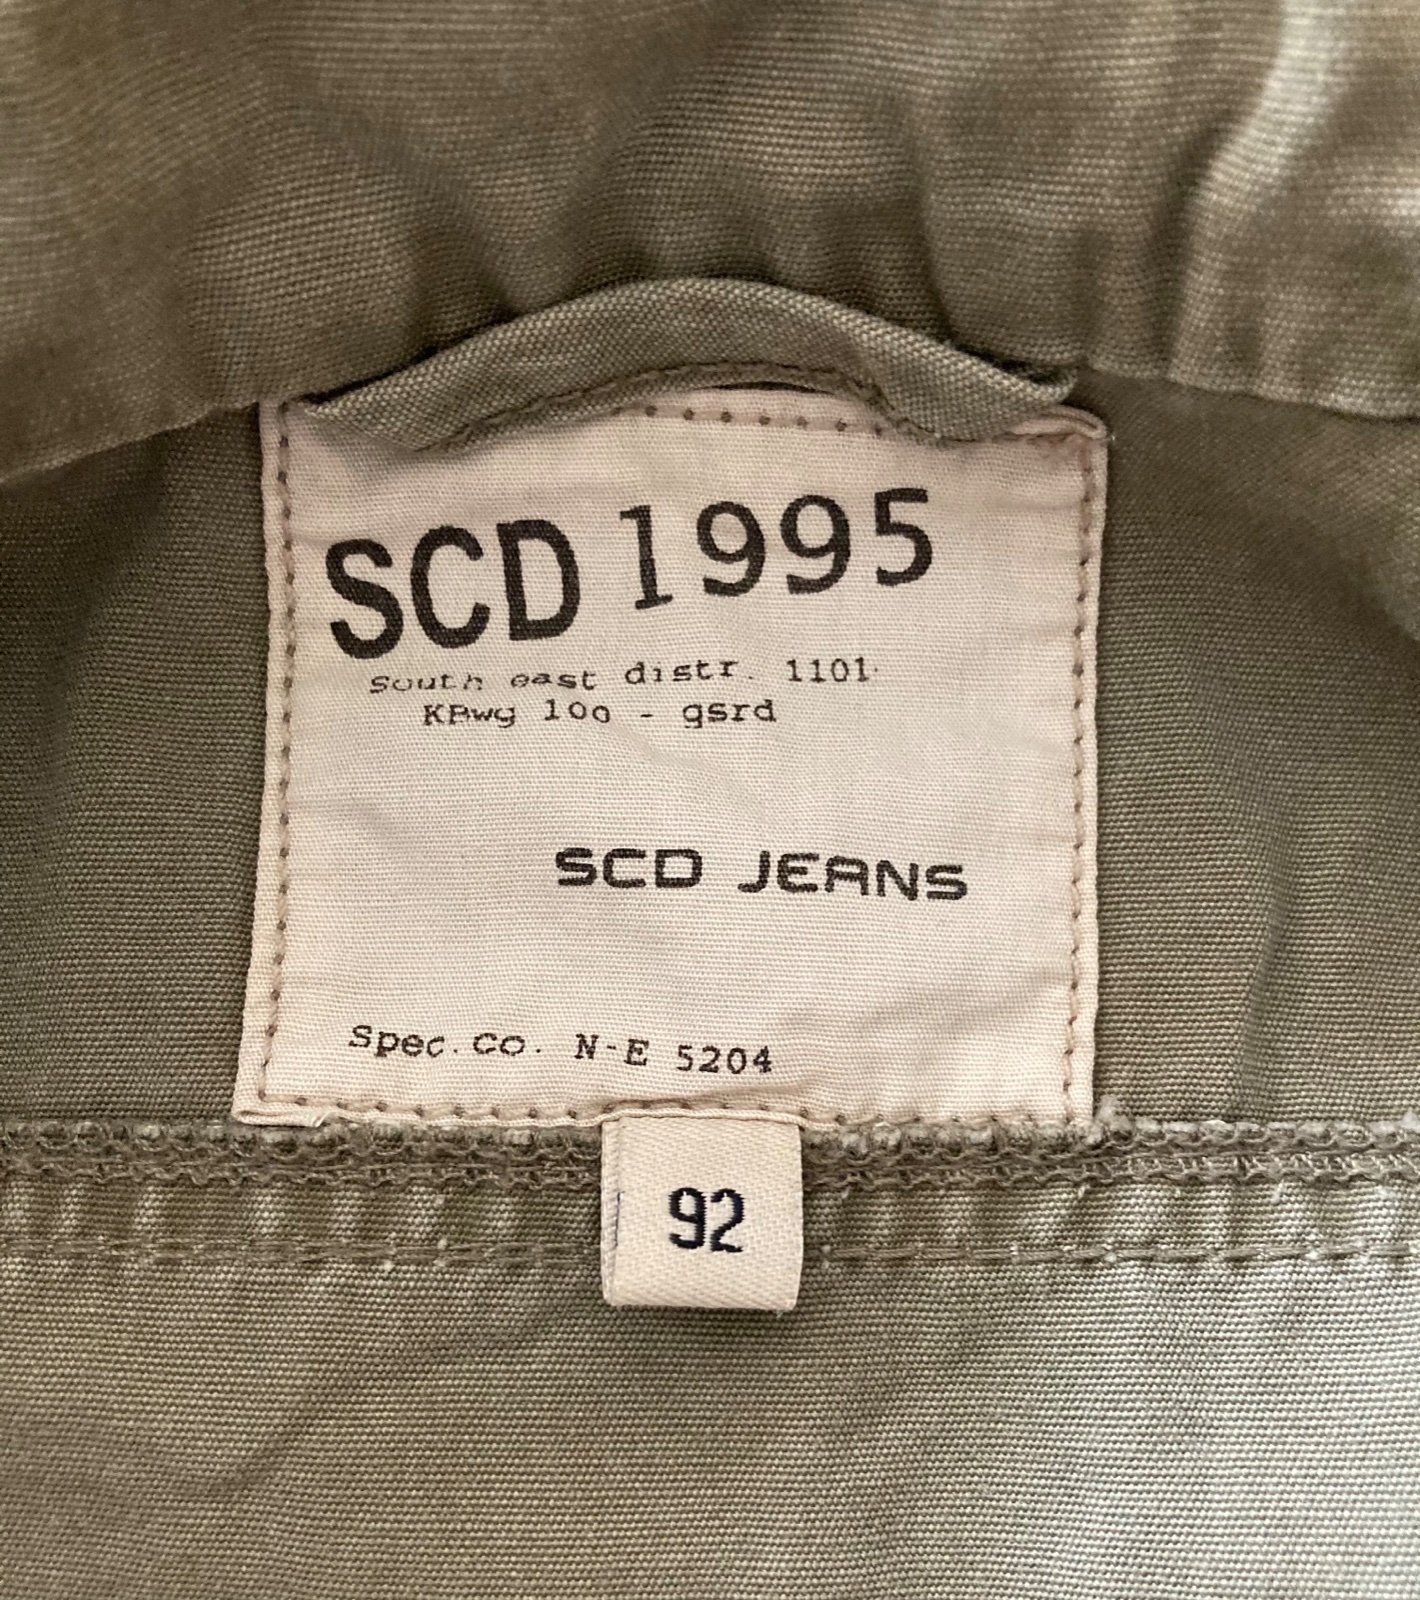 SCD 1995
South east distr. 1101
KBwg 100 - gsrd
SCD JEANS
Spec.co. N-E 5204
92